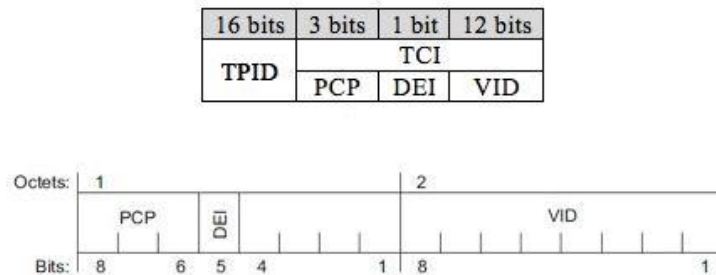 16 bits 3 bits 1 bit 12 bits
TPID TCI
PCP DEI VID
Octets: 1 2
PCP DEI VID
Bits: 8 6 5 4 1 8 1